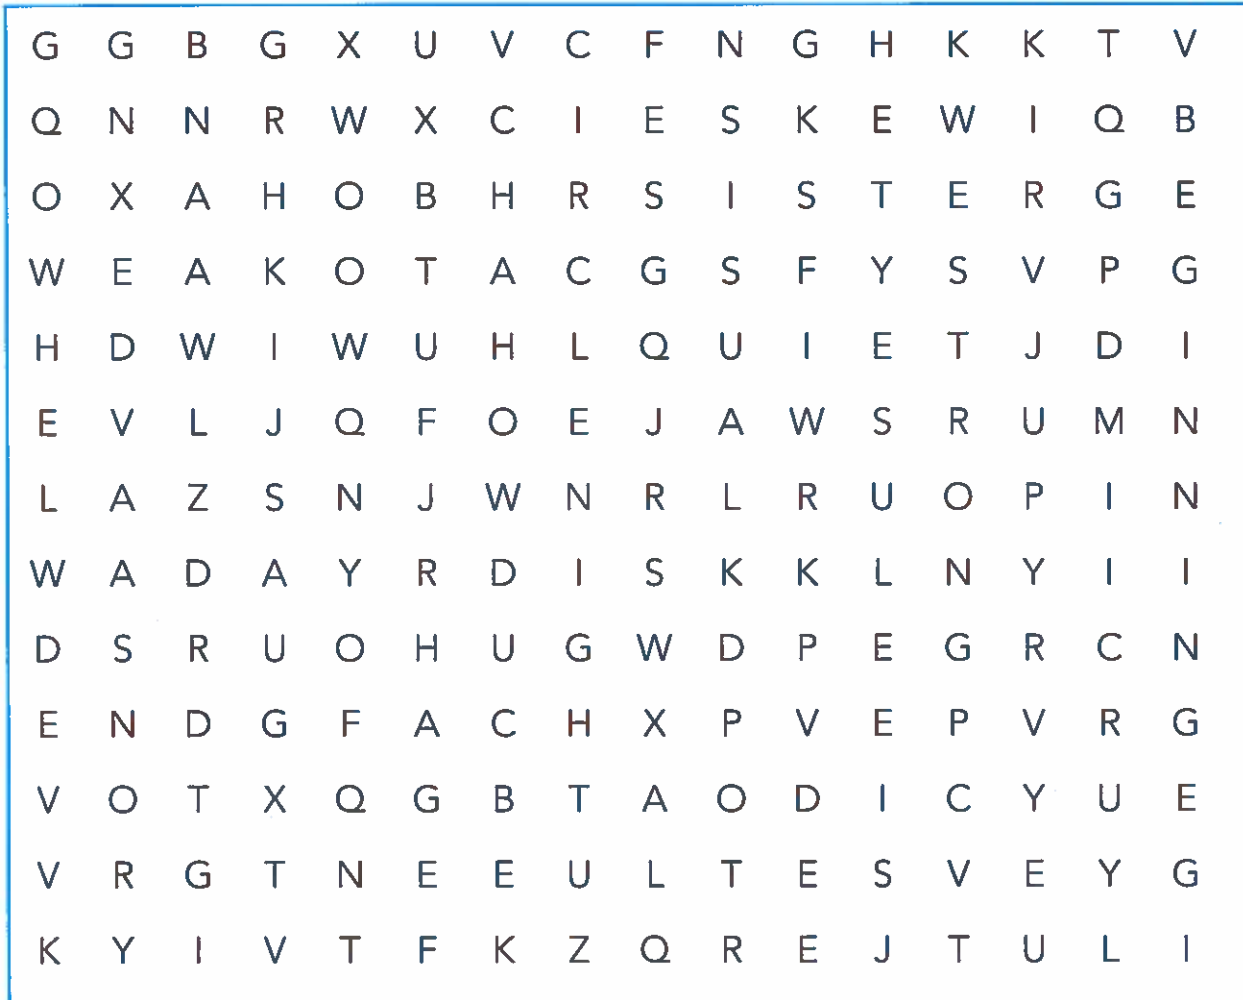 G G B G X U V C F N G H K K T V
Q N N R W X C I E S K E W I Q B
O X A H O B H R S I S T E R G E
W E A K O T A C G S F Y S V P G
H D W I W U H L Q U I E T J D I
E V L J Q F O E J A W S R U M N
L A Z S N J W N R L R U O P I N
W A D A Y R D I S K K L N Y I I
D S R U O H U G W D P E G R C N
E N D G F A C H X P V E P V R G
V O T X Q G B T A O D I C Y U E
V R G T N E E U L T E S V E Y G
K Y I V T F K Z Q R E J T U L I